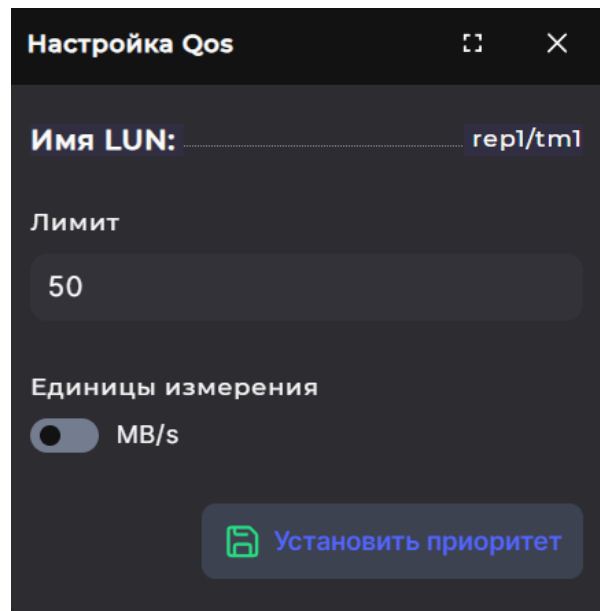 Настройка Qos
Имя LUN: rep1/tm1
Лимит
50
Единицы измерения
MB/s
Установить приоритет